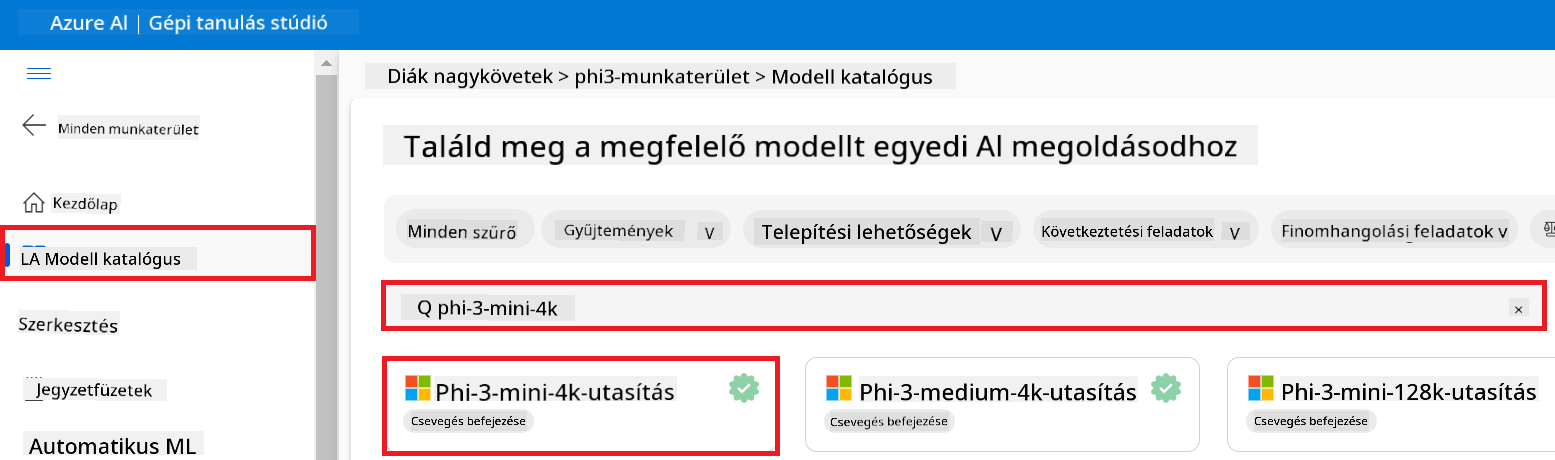 Azure Al | Gépi tanulás stúdió
Diák nagykövetek > phi3-munkaterület > Modell katalógus
Minden munkaterület
Kezdőlap
LA Modell katalógus
Szerkesztés
Jegyzetfüzetek
Automatikus ML
Találd meg a megfelelő modellt egyedi Al megoldásodhoz
Minden szűrő Gyűjtemények v Telepítési lehetőségek v Következtetési feladatok v Finomhangolási feladatok v
Q phi-3-mini-4k ×
Phi-3-mini-4k-utasítás
Csevegés befejezése
Phi-3-medium-4k-utasítás
Csevegés befejezése
Phi-3-mini-128k-utasítás
Csevegés befejezése